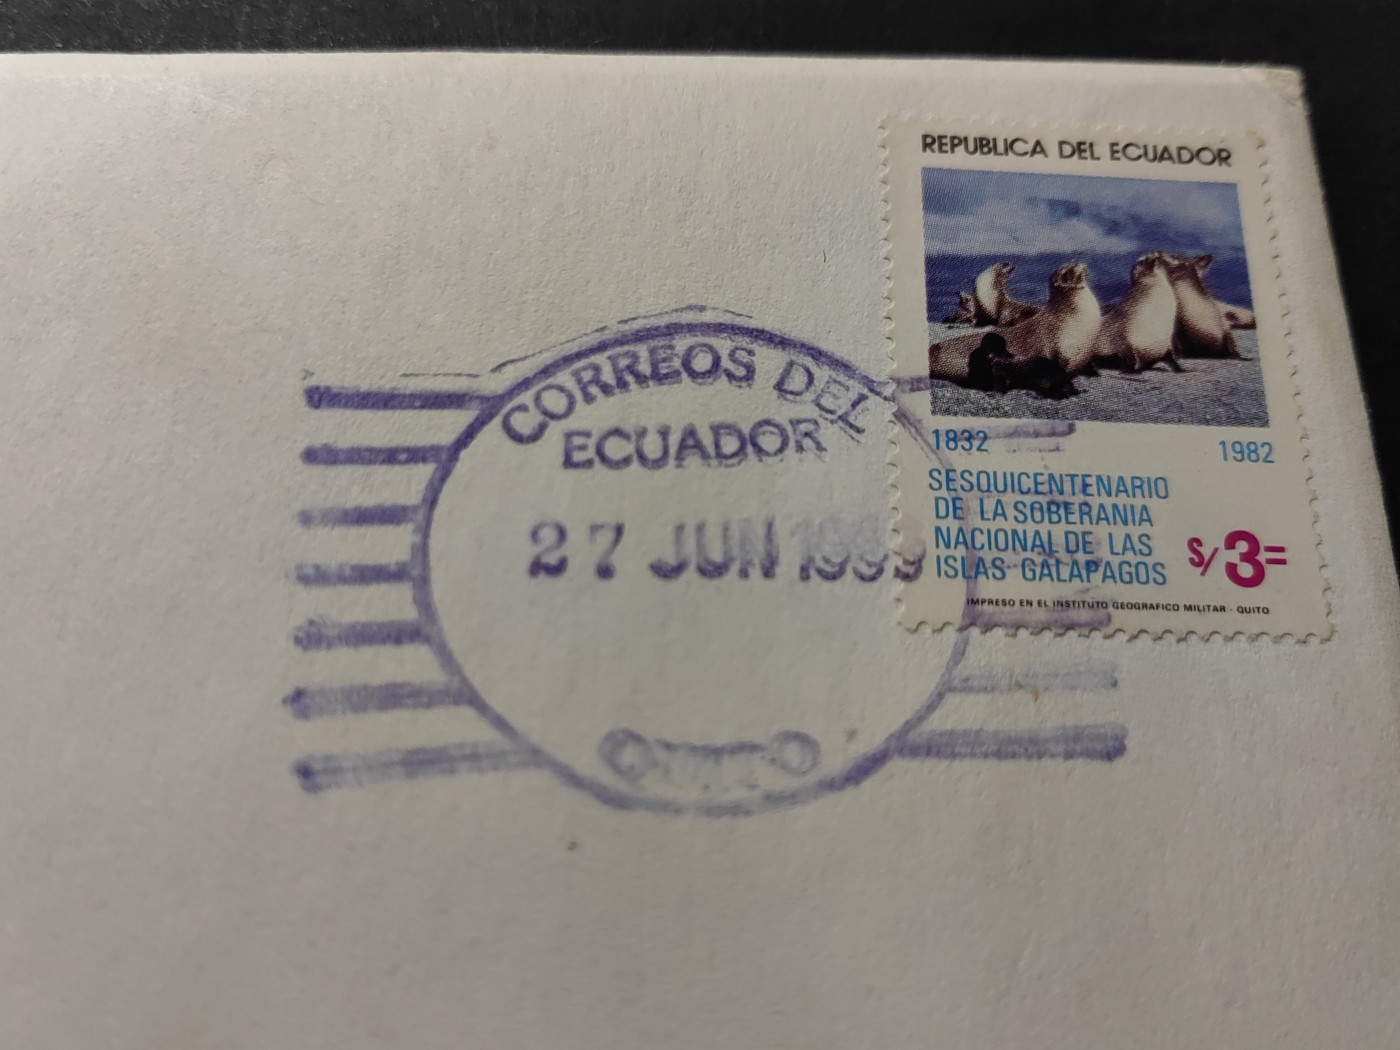 REPUBLICA DEL ECUADOR
1832
1982
SESQUICENTENARIO
DE LA SOBERANIA
NACIONAL DE LAS
ISLAS GALAPAGOS
S/3=
IMPRESO EN EL INSTITUTO GEOGRAFICO MILITAR - QUITO
CORREOS DEL
ECUADOR
27 JUN
QUITO